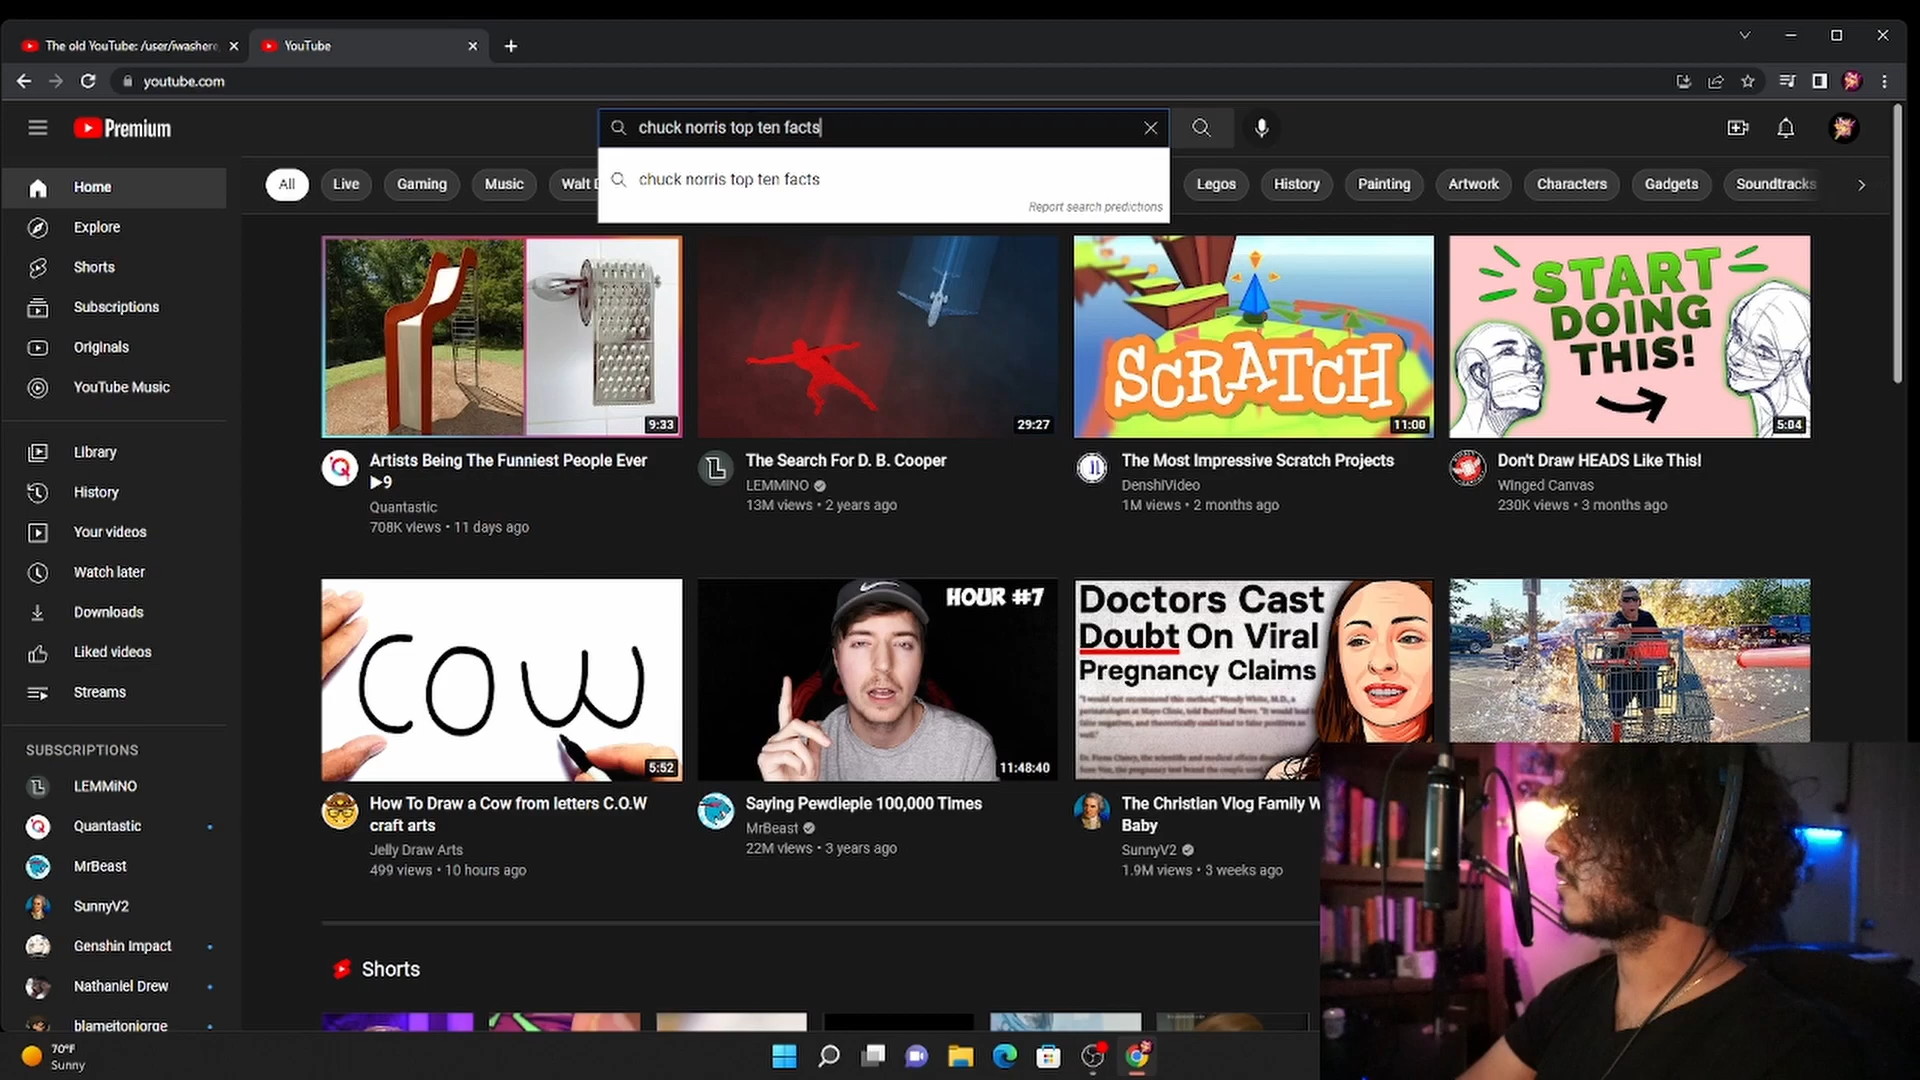 The old YouTube: /user/iwashere
YouTube
youtube.com
Premium
chuck norris top ten facts
chuck norris top ten facts
Report search predictions
All
Live
Gaming
Music
Walt D
Legos
History
Painting
Artwork
Characters
Gadgets
Soundtracks
Home
Explore
Shorts
Subscriptions
Originals
YouTube Music
Library
History
Your videos
Watch later
Downloads
Liked videos
Streams
SUBSCRIPTIONS
LEMMiNO
Quantastic
MrBeast
SunnyV2
Genshin Impact
Nathaniel Drew
blameitonjorge
9:33
Artists Being The Funniest People Ever
▶9
Quantastic
708K views • 11 days ago
29:27
The Search For D. B. Cooper
LEMMiNO
13M views • 2 years ago
SCRATCH
11:00
The Most Impressive Scratch Projects
DenshiVideo
1M views • 2 months ago
START
DOING
THIS!
5:04
Don't Draw HEADS Like This!
Winged Canvas
230K views • 3 months ago
COW
5:52
How To Draw a Cow from letters C.O.W
craft arts
Jelly Draw Arts
499 views • 10 hours ago
HOUR #7
11:48:40
Saying Pewdiepie 100,000 Times
MrBeast
22M views • 3 years ago
Doctors Cast
Doubt On Viral
Pregnancy Claims
The Christian Vlog Family W
Baby
SunnyV2
1.9M views • 3 weeks ago
Shorts
70°F
Sunny